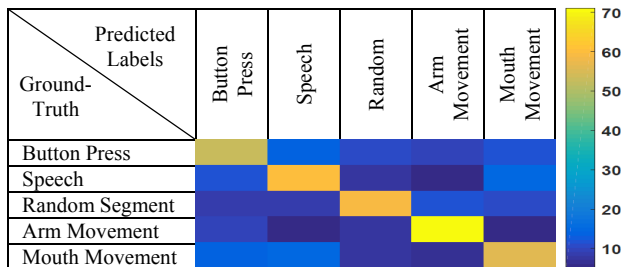 Predicted
Labels
Ground-
Truth
Button
Press
Speech
Random
Arm
Movement
Mouth
Movement
Button Press
Speech
Random Segment
Arm Movement
Mouth Movement
70
60
50
40
30
20
10